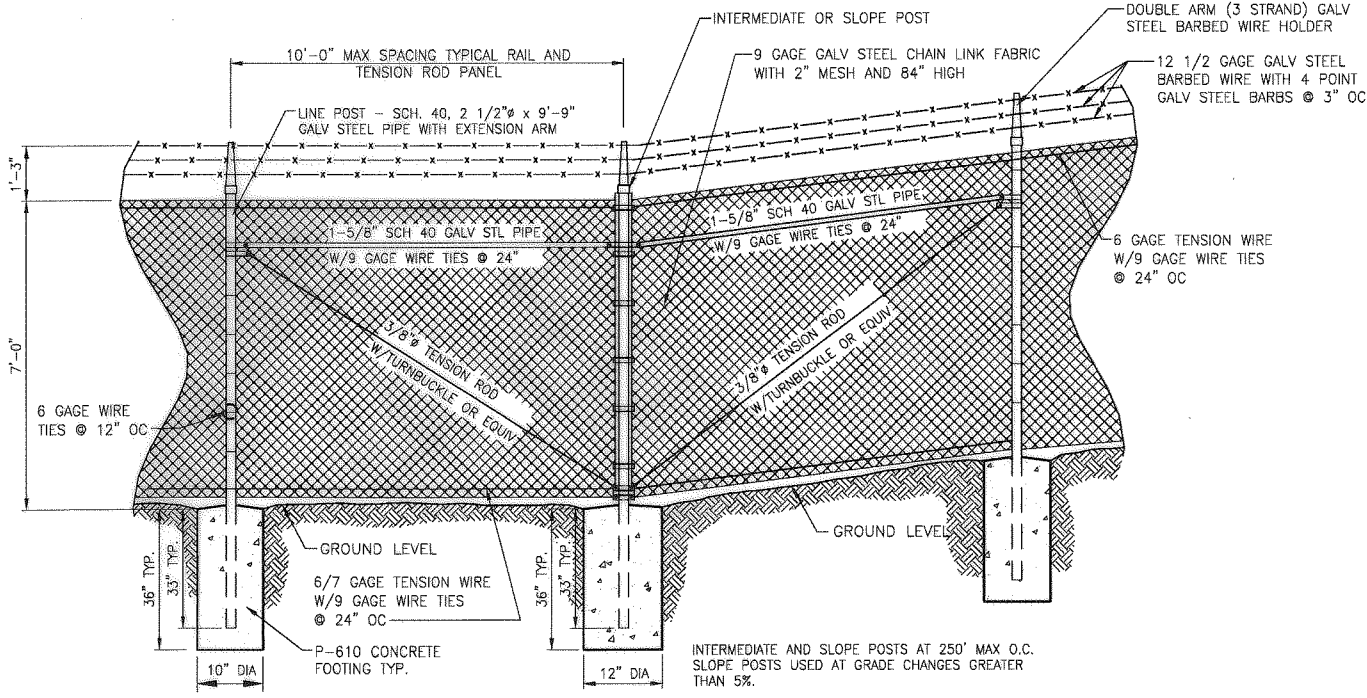 INTERMEDIATE OR SLOPE POST
DOUBLE ARM (3 STRAND) GALV
STEEL BARBED WIRE HOLDER
10'-0" MAX SPACING TYPICAL RAIL AND
TENSION ROD PANEL
9 GAGE GALV STEEL CHAIN LINK FABRIC
WITH 2" MESH AND 84" HIGH
12 1/2 GAGE GALV STEEL
BARBED WIRE WITH 4 POINT
GALV STEEL BARBS @ 3" OC
LINE POST - SCH. 40, 2 1/2"ø x 9'-9"
GALV STEEL PIPE WITH EXTENSION ARM
1'-3"
1-5/8" SCH 40 GALV STL PIPE
W/9 GAGE WIRE TIES @ 24"
1-5/8" SCH 40 GALV STL PIPE
W/9 GAGE WIRE TIES @ 24"
6 GAGE TENSION WIRE
W/9 GAGE WIRE TIES
@ 24" OC
7'-0"
3/8"ø TENSION ROD
W/TURNBUCKLE OR EQUIV
3/8"ø TENSION ROD
W/TURNBUCKLE OR EQUIV
6 GAGE WIRE
TIES @ 12" OC
GROUND LEVEL
GROUND LEVEL
36" TYP.
33" TYP.
6/7 GAGE TENSION WIRE
W/9 GAGE WIRE TIES
@ 24" OC
36" TYP.
33" TYP.
P-610 CONCRETE
FOOTING TYP.
10" DIA
12" DIA
INTERMEDIATE AND SLOPE POSTS AT 250' MAX O.C.
SLOPE POSTS USED AT GRADE CHANGES GREATER
THAN 5%.